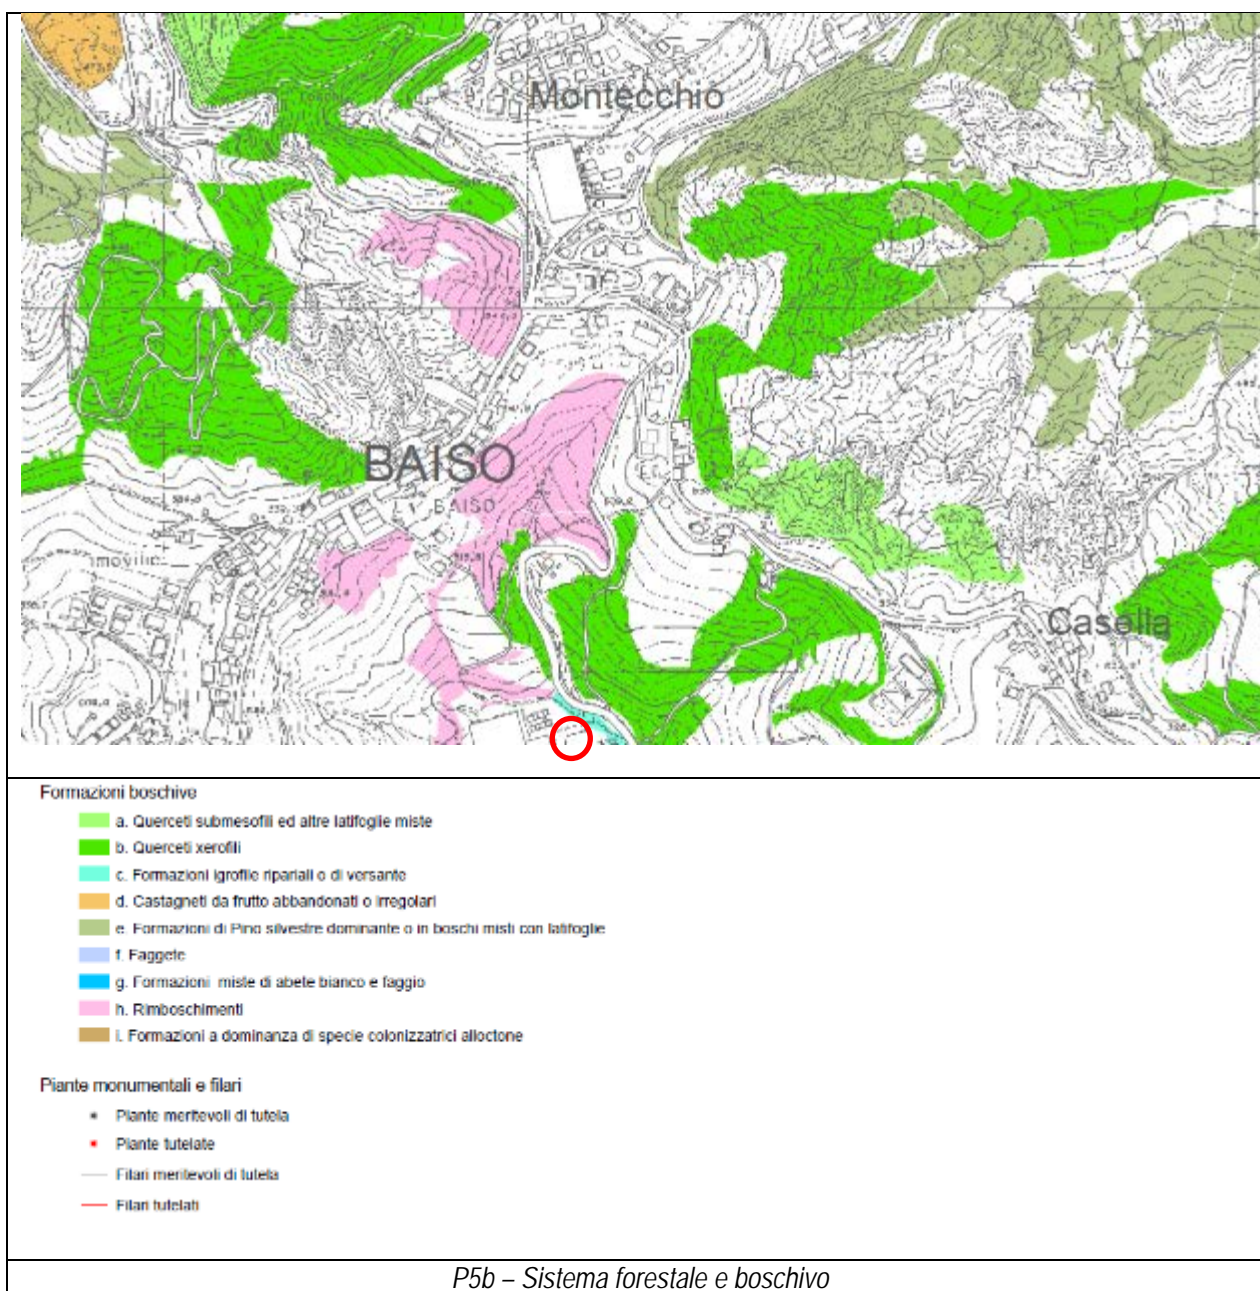 Montecchio
BAISO
BAISO
Casella
Formazioni boschive
a. Querceti submesofili ed altre latifoglie miste
b. Querceti xerofili
c. Formazioni igrofile ripariali o di versante
d. Castagneti da frutto abbandonati o irregolari
e. Formazioni di Pino silvestre dominante o in boschi misti con latifoglie
f. Faggete
g. Formazioni miste di abete bianco e faggio
h. Rimboschimenti
i. Formazioni a dominanza di specie colonizzatrici alloctone
Piante monumentali e filari
Piante meritevoli di tutela
Piante tutelate
Filari meritevoli di tutela
Filari tutelati
P5b – Sistema forestale e boschivo